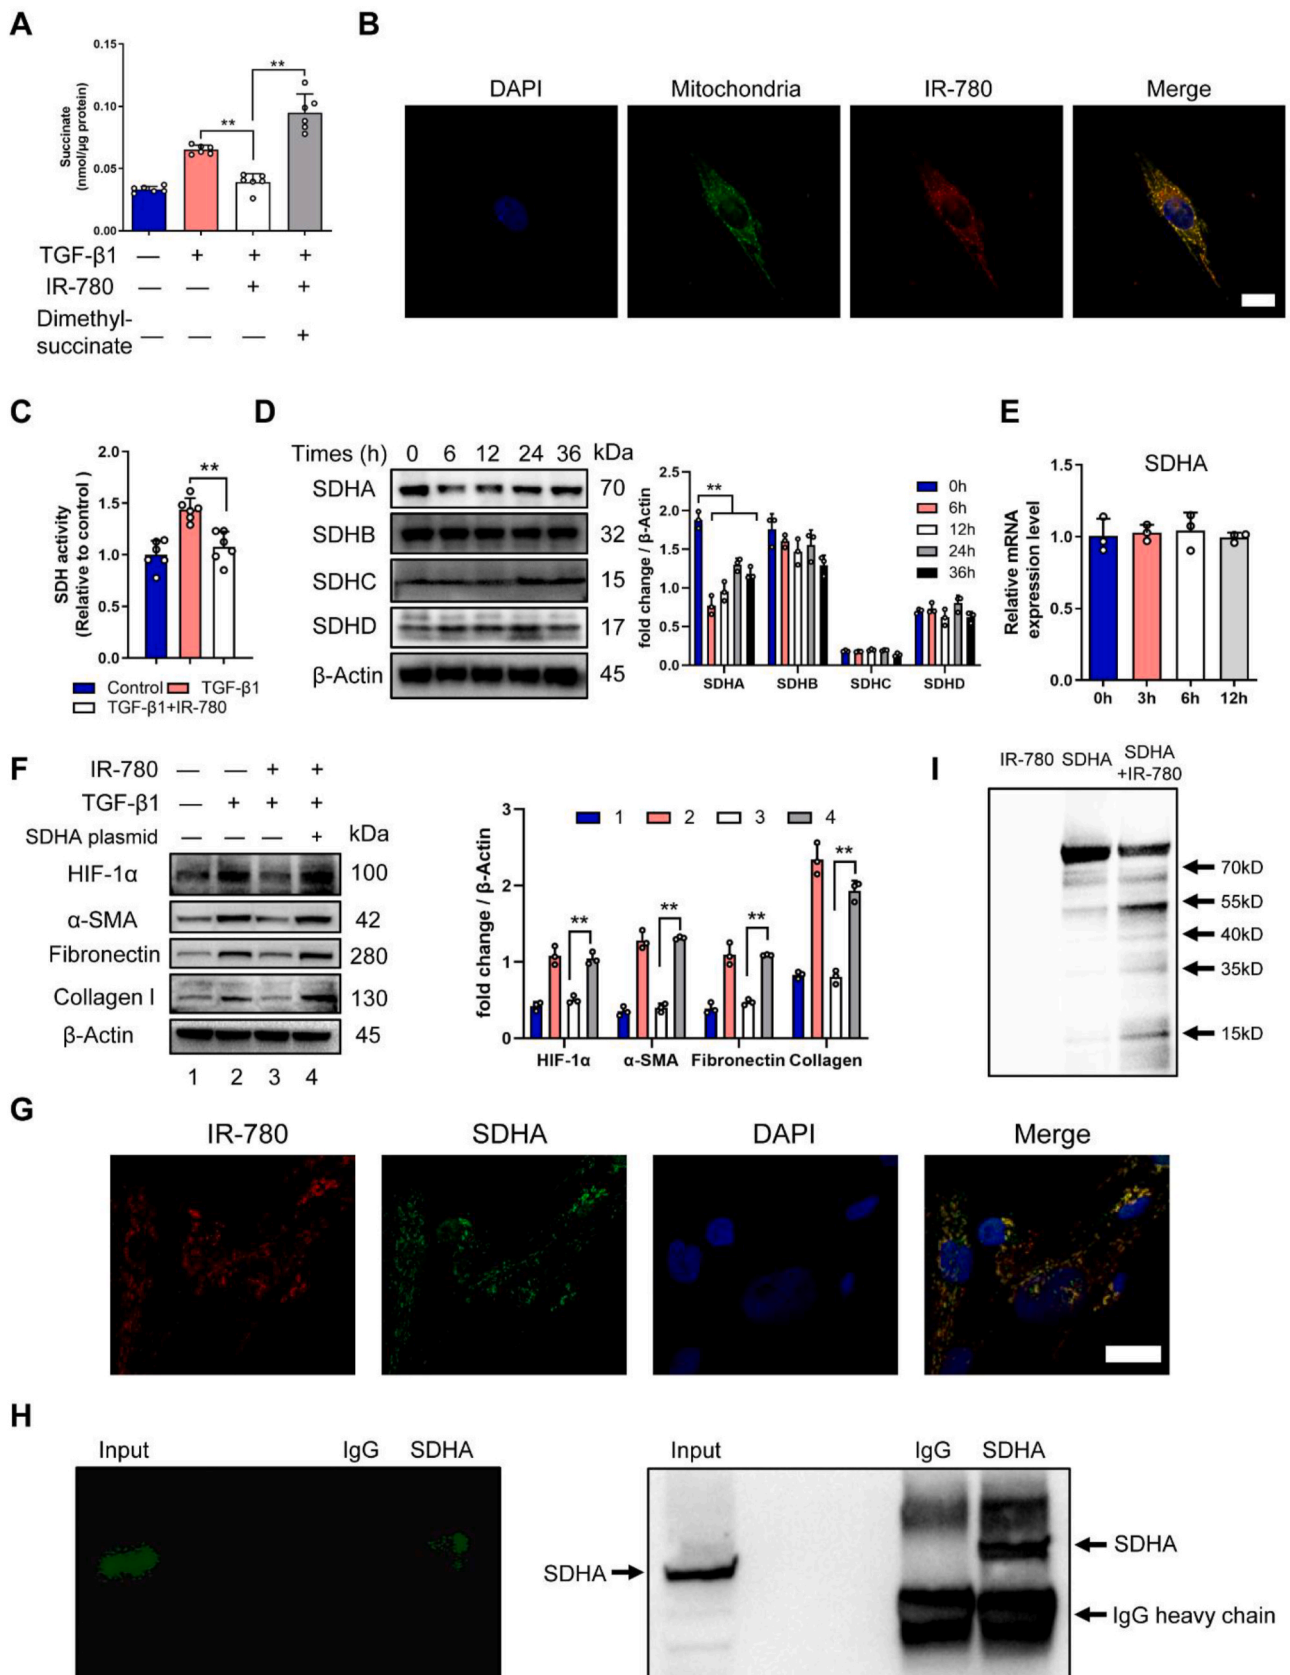 A
0.15
0.10
0.05
0.00
Succinate
(nmol/μg protein)
**
**
TGF-β1 — + + +
IR-780 — — + +
Dimethyl-
succinate — — — +
B
DAPI Mitochondria IR-780 Merge
C
2.0
1.5
1.0
0.5
0.0
SDH activity
(Relative to control )
**
Control TGF-β1
TGF-β1+IR-780
D
Times (h) 0 6 12 24 36 kDa
SDHA 70
SDHB 32
SDHC 15
SDHD 17
β-Actin 45
2.5
2.0
1.5
1.0
0.5
0.0
fold change / β-Actin
**
0h
6h
12h
24h
36h
SDHA SDHB SDHC SDHD
E
SDHA
1.5
1.0
0.5
0.0
Relative mRNA
expression level
0h 3h 6h 12h
F
IR-780 — — + +
TGF-β1 — + + +
SDHA plasmid — — — + kDa
HIF-1α 100
α-SMA 42
Fibronectin 280
Collagen I 130
β-Actin 45
1 2 3 4
3
2
1
0
fold change / β-Actin
1 2 3 4
** ** ** **
HIF-1α α-SMA Fibronectin Collagen
I
IR-780 SDHA SDHA
+IR-780
70kD
55kD
40kD
35kD
15kD
G
IR-780 SDHA DAPI Merge
H
Input IgG SDHA
Input IgG SDHA
SDHA
SDHA
IgG heavy chain